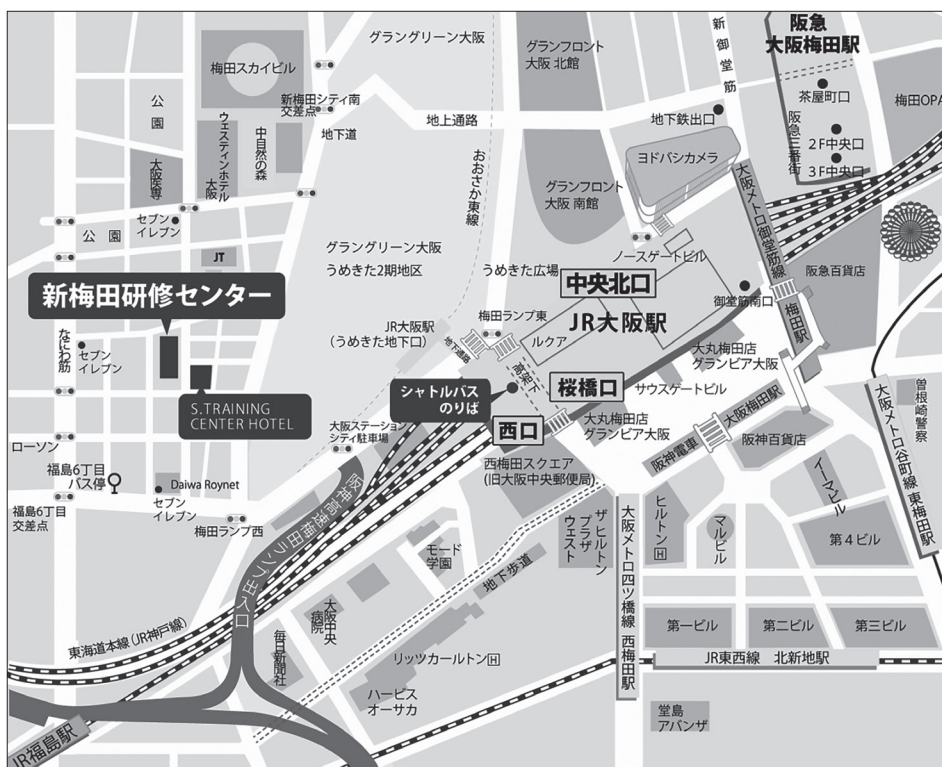 阪急
大阪梅田駅
グラングリーン大阪
グランフロント
大阪 北館
新御堂筋
梅田スカイビル
茶屋町口
梅田OPA
公園
新梅田シティ南
交差点
地下道
地上通路
地下鉄出口
阪急三番街
2F中央口
3F中央口
ウェスティンホテル大阪
中自然の森
おおさか東線
ヨドバシカメラ
大阪医専
グランフロント
大阪 南館
大阪メトロ御堂筋線 梅田駅
セブン
イレブン
公 園
JT
グラングリーン大阪
うめきた2期地区
うめきた広場
ノースゲートビル
阪急百貨店
新梅田研修センター
中央北口
御堂筋南口
JR大阪駅
JR大阪駅
(うめきた地下口)
梅田ランプ東
ルクア
地下通路
なにわ筋
セブン
イレブン
高架下
大丸梅田店
グランビア大阪
シャトルバス
のりば
桜橋口
サウスゲートビル
S.TRAINING
CENTER HOTEL
西口
大丸梅田店
グランビア大阪
大阪梅田駅
阪神電車
阪神百貨店
曽根崎警察
大阪メトロ谷町線 東梅田駅
ローソン
大阪ステーション
シティ駐車場
福島6丁目
バス停
Daiwa Roynet
セブン
イレブン
西梅田スクエア
(旧大阪中央郵便局)
イーマビル
福島6丁目
交差点
梅田ランプ西
阪神高速梅田ランプ出入口
モード
学園
ザヒルトン
プラザ
ウエスト
大阪メトロ四ツ橋線 西梅田駅
ヒルトンH
マルビル
第4ビル
地下歩道
大阪中央
病院
第一ビル
第二ビル
第三ビル
東海道本線(JR神戸線)
毎日新聞社
リッツカールトンH
JR東西線 北新地駅
ハービス
オーサカ
堂島
アバンザ
JR福島駅